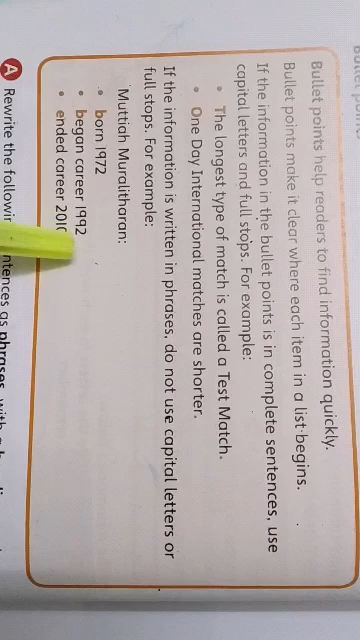 Bullet points help readers to find information quickly.
Bullet points make it clear where each item in a list begins.
If the information in the bullet points is in complete sentences, use
capital letters and full stops. For example:
• The longest type of match is called a Test Match.
• One Day International matches are shorter.
If the information is written in phrases, do not use capital letters or
full stops. For example:
Muttiah Muralitharan:
• born 1972
• began career 1992
• ended career 2010
A Rewrite the following sentences as phrases, with